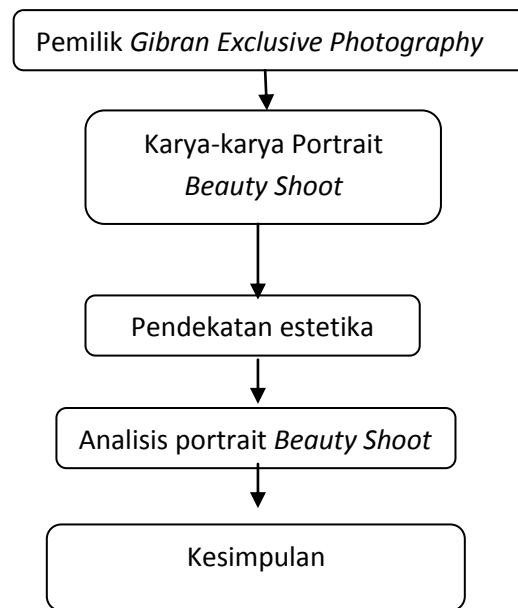 Pemilik Gibran Exclusive Photography
Karya-karya Portrait
Beauty Shoot
Pendekatan estetika
Analisis portrait Beauty Shoot
Kesimpulan